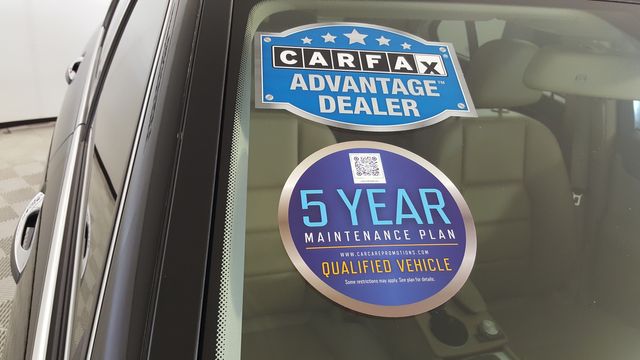 CARFAX
ADVANTAGE™
DEALER
5 YEAR
MAINTENANCE PLAN
WWW.CARCAREPROMOTIONS.COM
QUALIFIED VEHICLE
Some restrictions may apply. See plan for details.